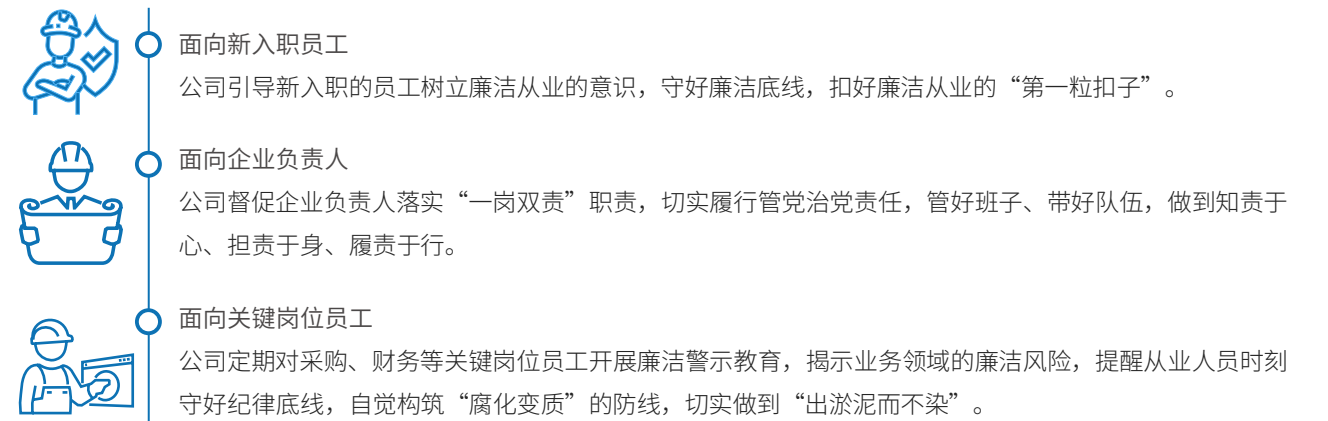 面向新入职员工
公司引导新入职的员工树立廉洁从业的意识，守好廉洁底线，扣好廉洁从业的“第一粒扣子”。
面向企业负责人
公司督促企业负责人落实“一岗双责”职责，切实履行管党治党责任，管好班子、带好队伍，做到知责于
心、担责于身、履责于行。
面向关键岗位员工
公司定期对采购、财务等关键岗位员工开展廉洁警示教育，揭示业务领域的廉洁风险，提醒从业人员时刻
守好纪律底线，自觉构筑“腐化变质”的防线，切实做到“出淤泥而不染”。